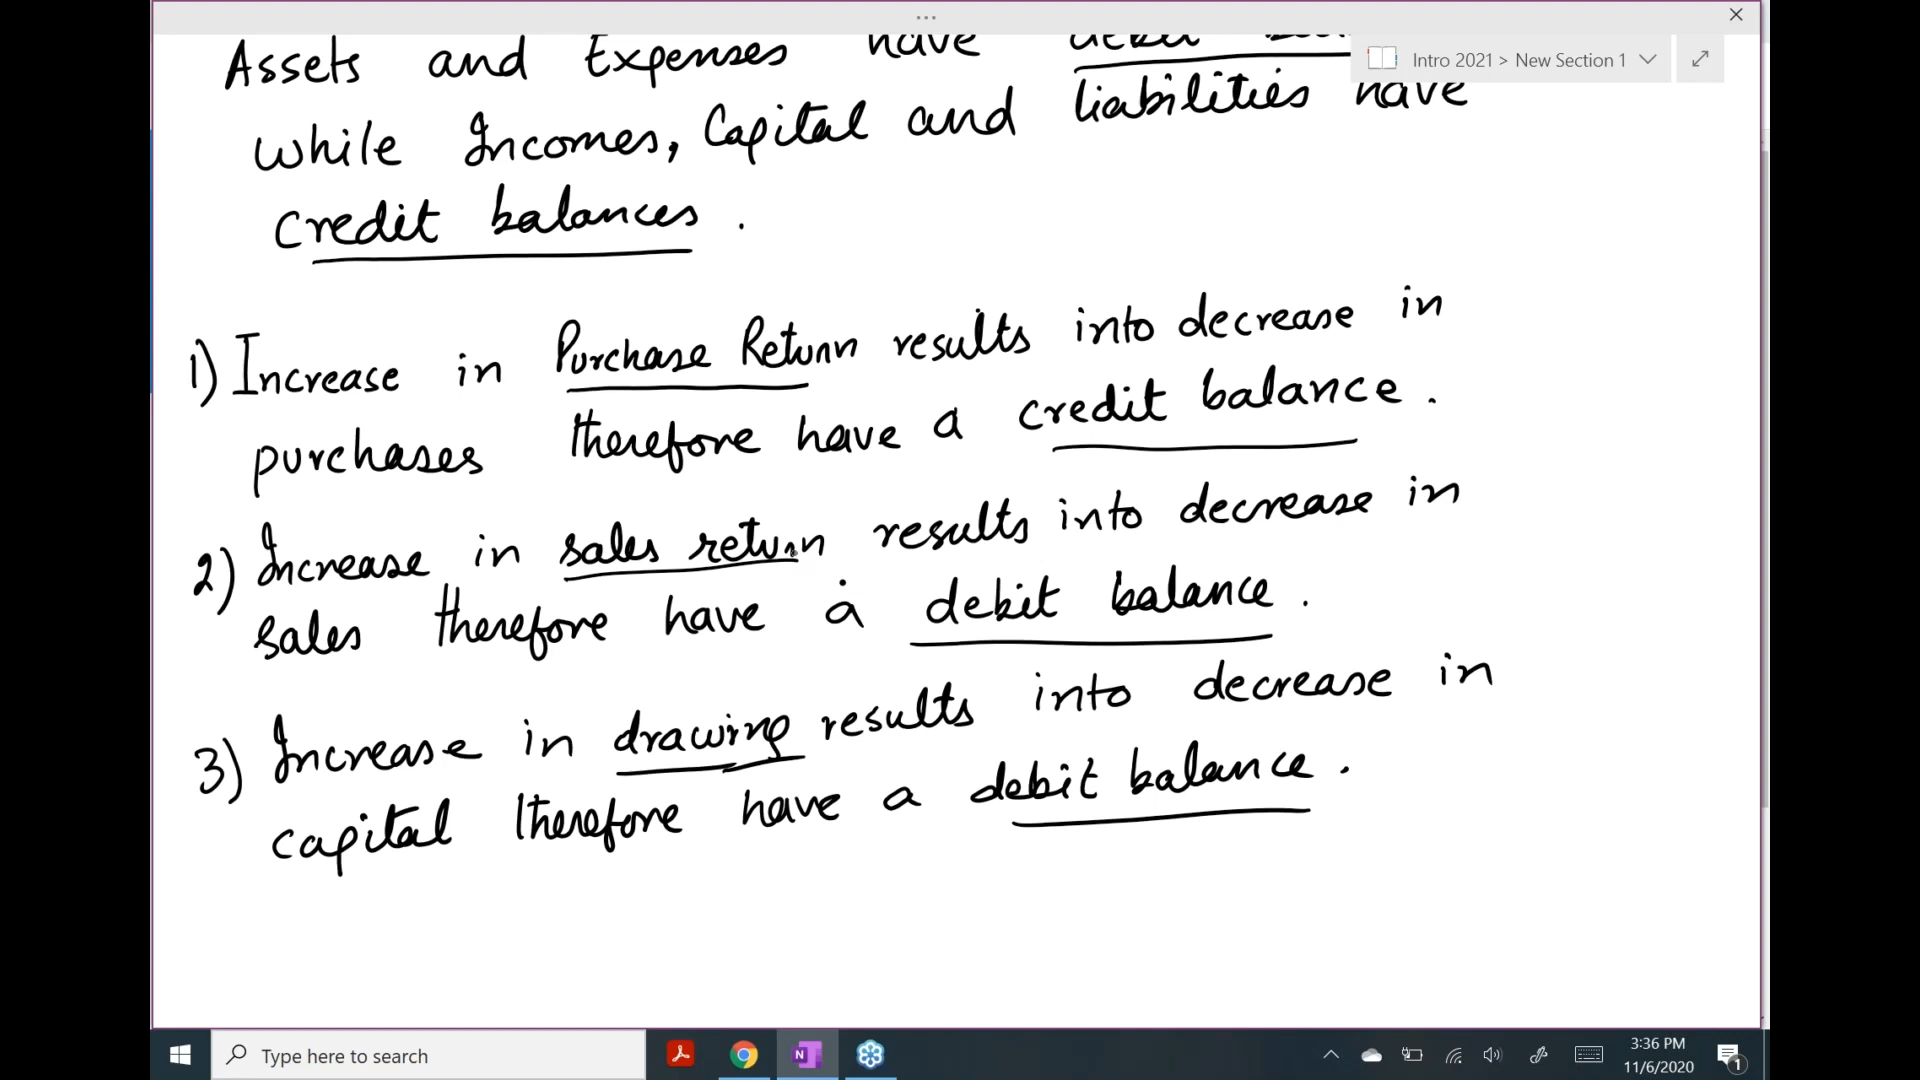 Assets and Expenses have debit
Intro 2021 > New Section 1
while Incomes, Capital and liabilities have
credit balances .
1) Increase in Purchase Return results into decrease in
purchases therefore have a credit balance .
2) Increase in sales return results into decrease in
sales therefore have a debit balance .
3) Increase in drawing results into decrease in
capital therefore have a debit balance .
Type here to search
3:36 PM
11/6/2020
1